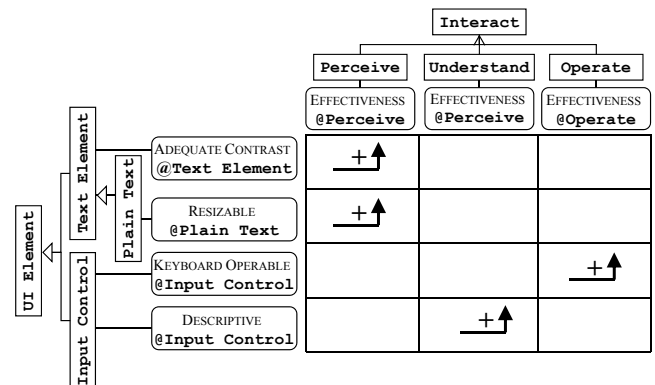 Interact
Perceive
Understand
Operate
EFFECTIVENESS
@Perceive
EFFECTIVENESS
@Perceive
EFFECTIVENESS
@Operate
UI Element
Text Element
Plain Text
Input Control
ADEQUATE CONTRAST
@Text Element
RESIZABLE
@Plain Text
KEYBOARD OPERABLE
@Input Control
DESCRIPTIVE
@Input Control
+
+
+
+